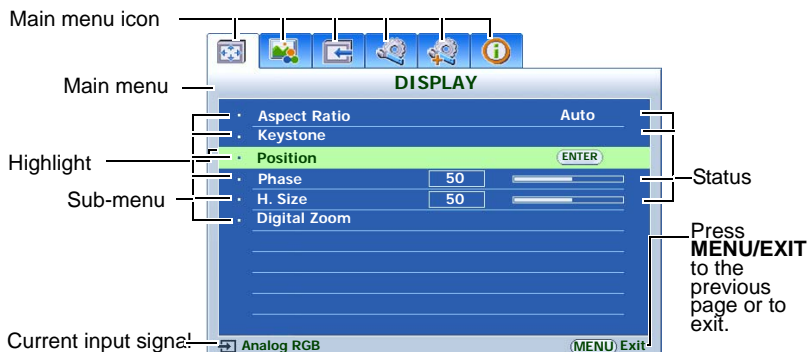 Main menu icon
Main menu
DISPLAY
Aspect Ratio Auto
Keystone
Highlight
Position ENTER
Phase 50
Status
Sub-menu
H. Size 50
Digital Zoom
Press
MENU/EXIT
to the
previous
page or to
exit.
Current input signal
Analog RGB
MENU Exit